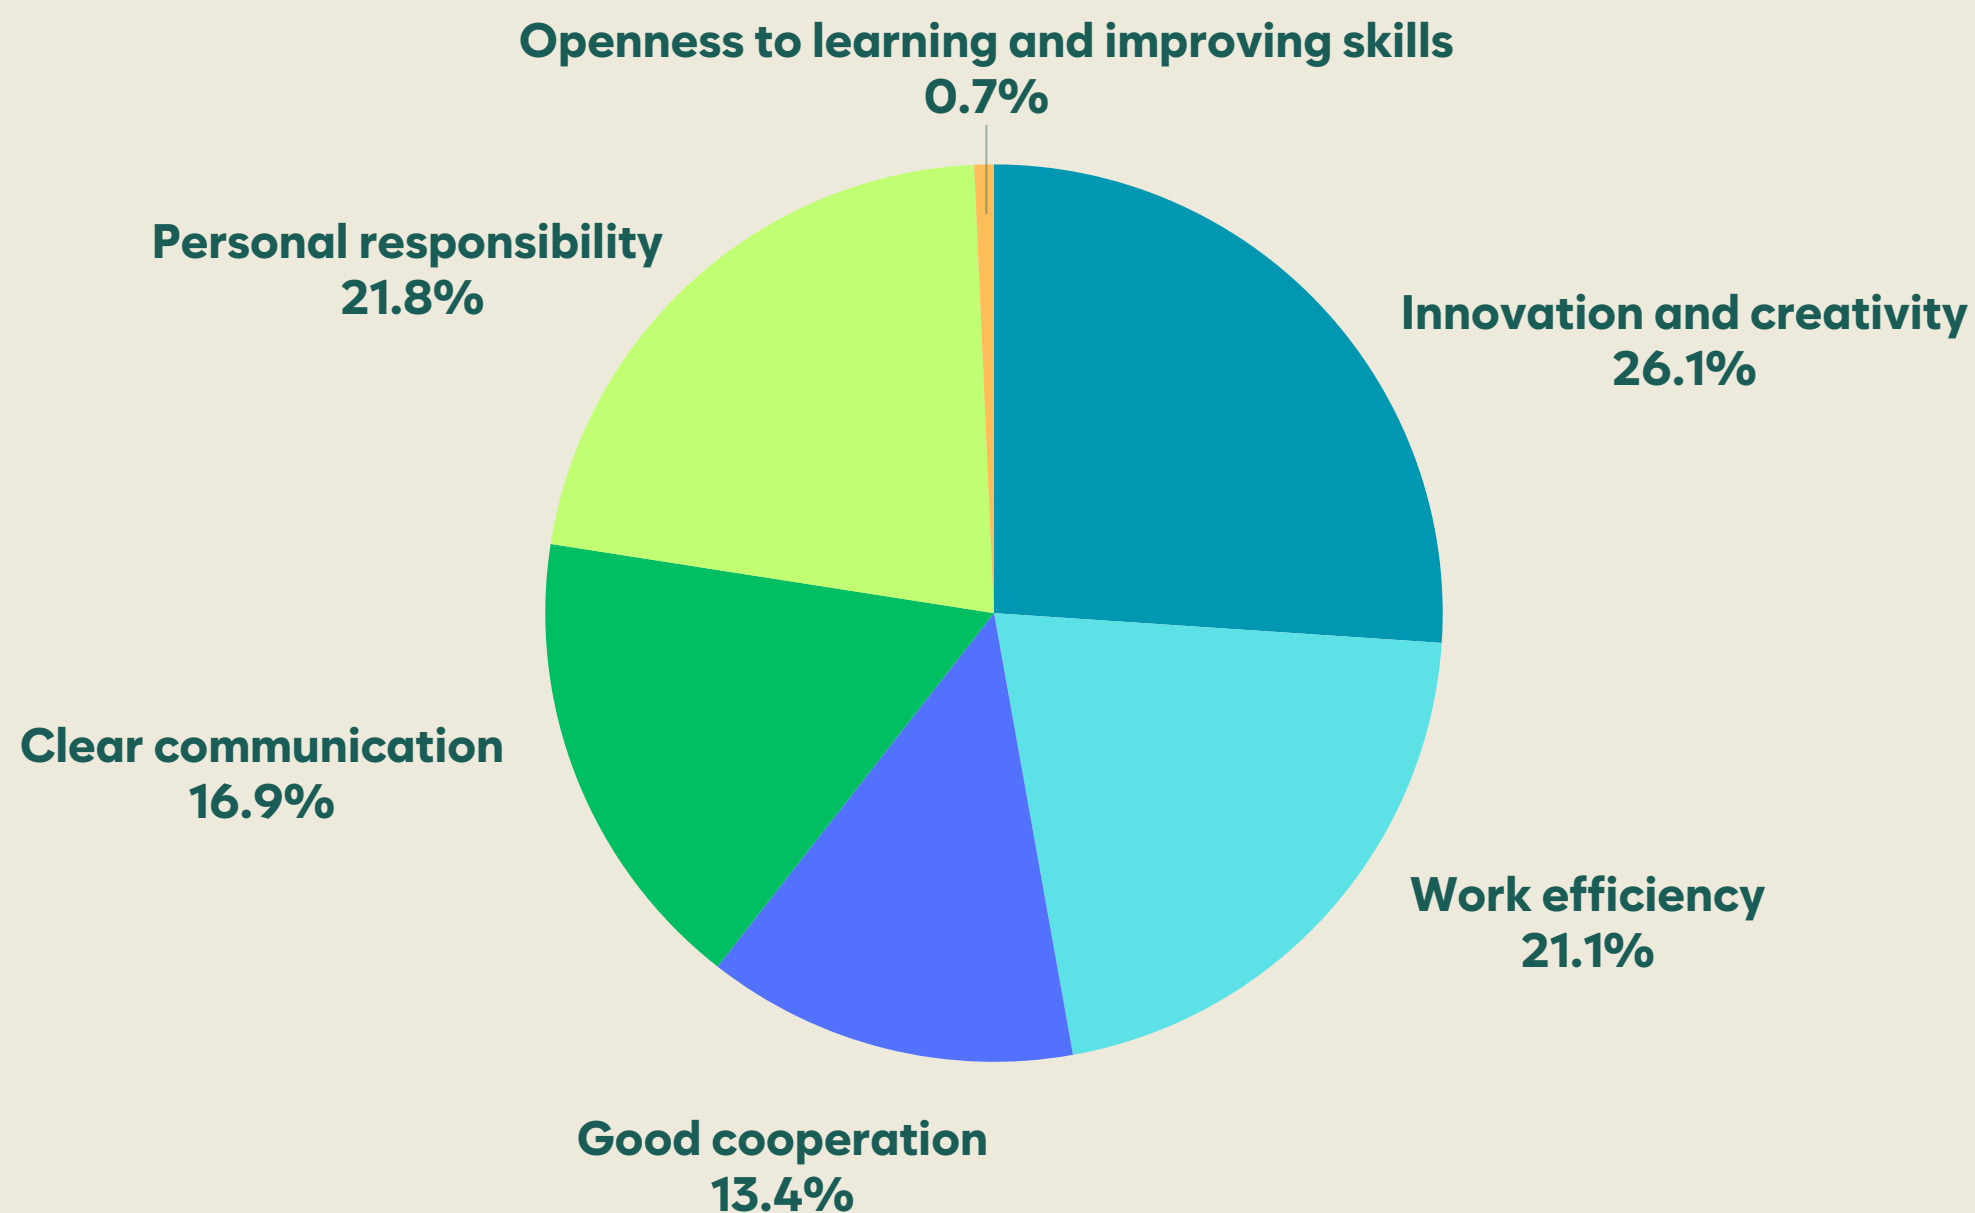 Openness to learning and improving skills
0.7%
Personal responsibility
21.8%
Innovation and creativity
26.1%
Clear communication
16.9%
Work efficiency
21.1%
Good cooperation
13.4%